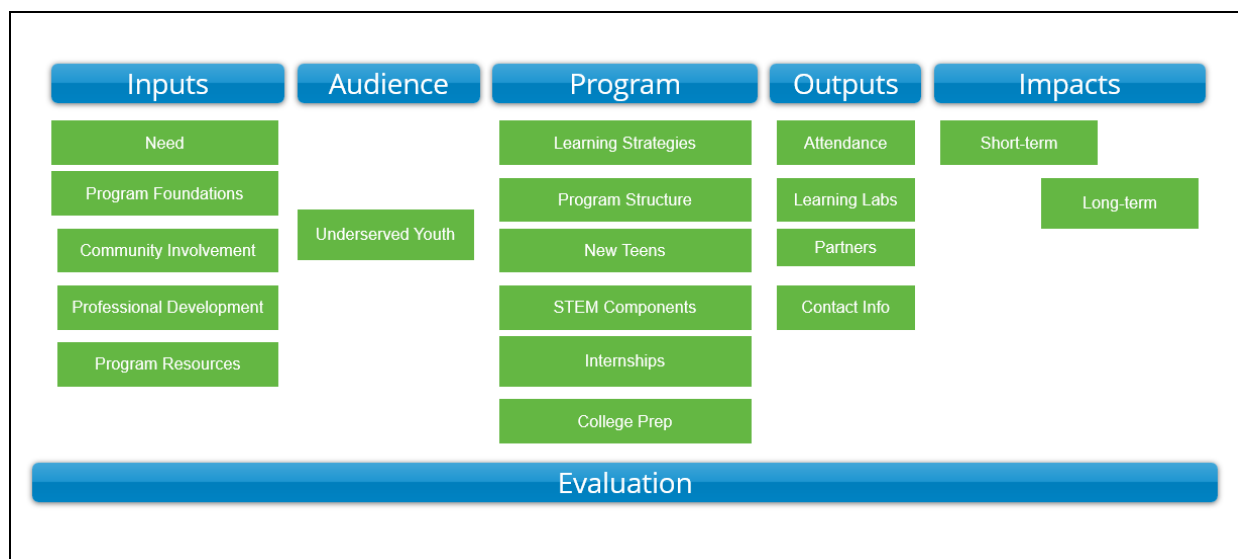 Inputs
Need
Program Foundations
Community Involvement
Professional Development
Program Resources
Audience
Underserved Youth
Program
Learning Strategies
Program Structure
New Teens
STEM Components
Internships
College Prep
Outputs
Attendance
Learning Labs
Partners
Contact Info
Impacts
Short-term
Long-term
Evaluation